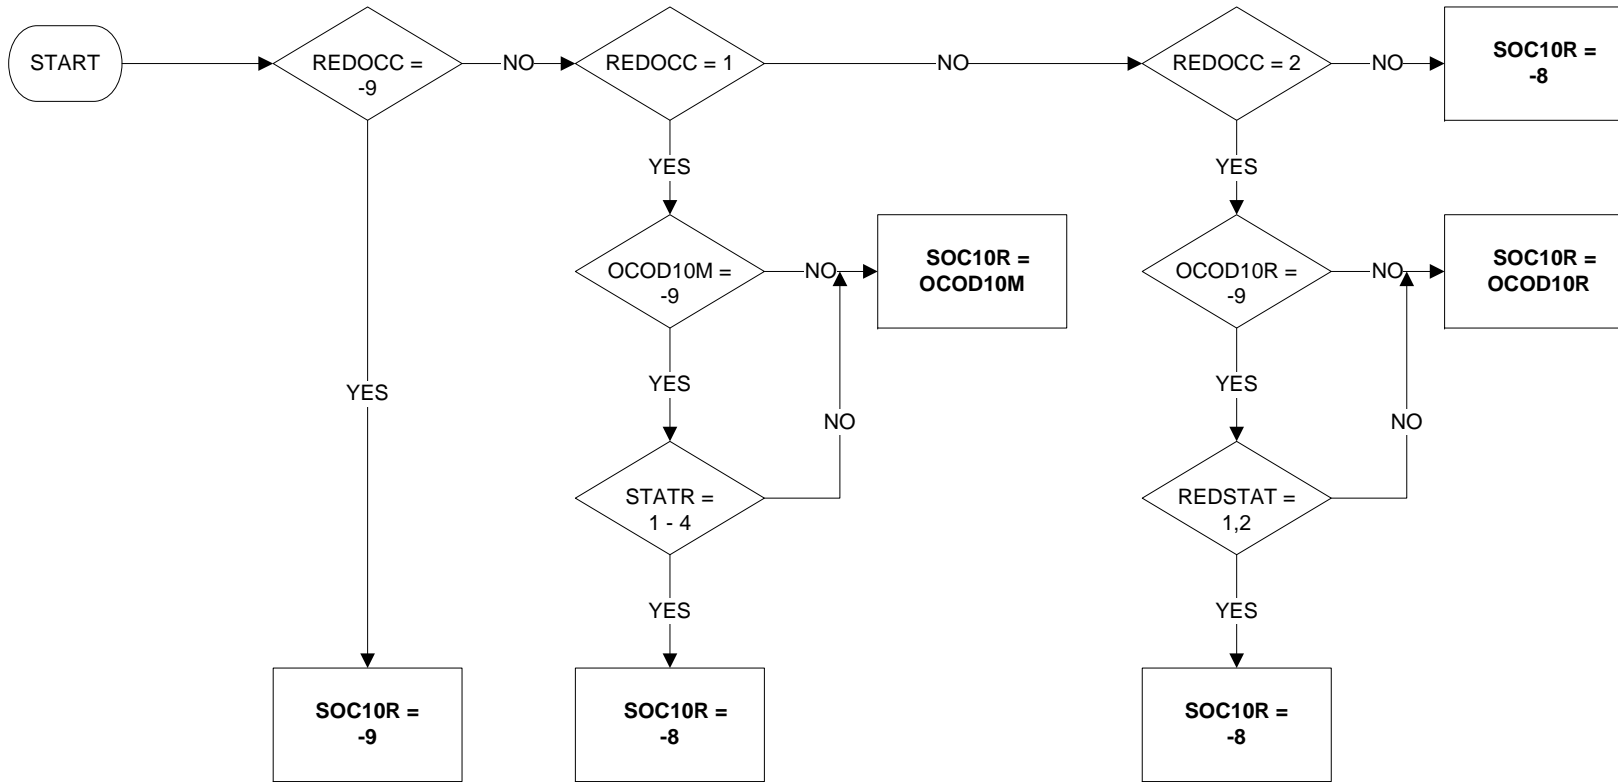 START
REDOCC =
-9
NO
REDOCC = 1
NO
REDOCC = 2
NO
SOC10R =
-8
YES
YES
OCOD10M =
-9
NO
SOC10R =
OCOD10M
OCOD10R =
-9
NO
SOC10R =
OCOD10R
YES
YES
YES
NO
NO
STATR =
1 - 4
REDSTAT =
1,2
YES
YES
SOC10R =
-9
SOC10R =
-8
SOC10R =
-8